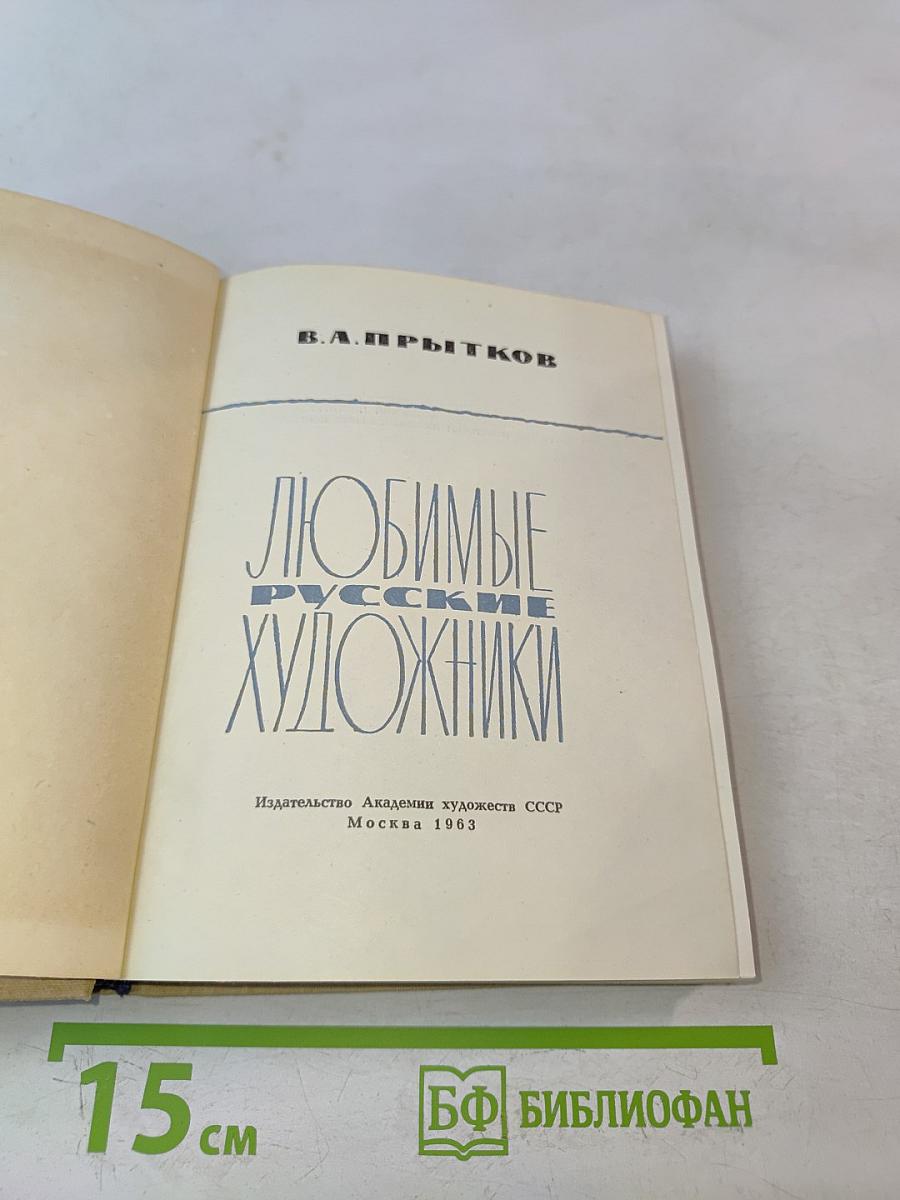 В.А.ПРЫТКОВ
ЛЮБИМЫЕ
РУССКИЕ
ХУДОЖНИКИ
Издательство Академии художеств СССР
Москва 1963
15 см
БФ БИБЛИОФАН